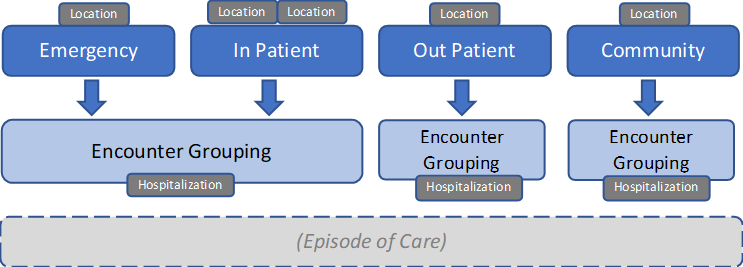 Location
Location
Location
Location
Location
Emergency
In Patient
Out Patient
Community
Encounter Grouping
Encounter
Grouping
Encounter
Grouping
Hospitalization
Hospitalization
Hospitalization
(Episode of Care)